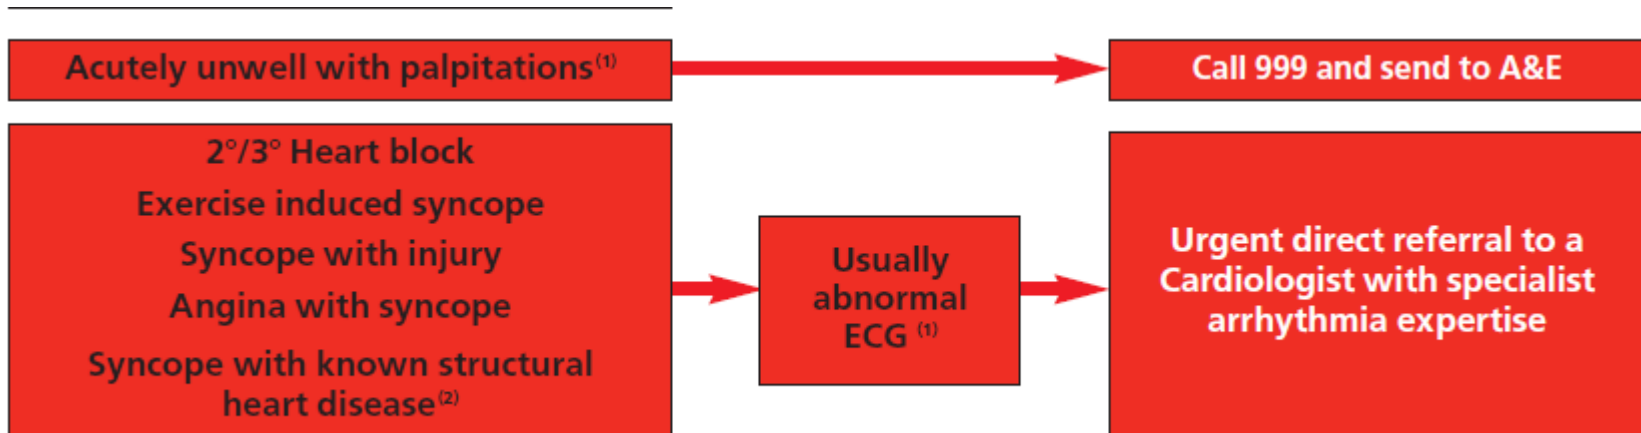 Acutely unwell with palpitations(1)
Call 999 and send to A&E
2°/3° Heart block
Exercise induced syncope
Syncope with injury
Angina with syncope
Syncope with known structural
heart disease(2)
Usually
abnormal
ECG (1)
Urgent direct referral to a
Cardiologist with specialist
arrhythmia expertise